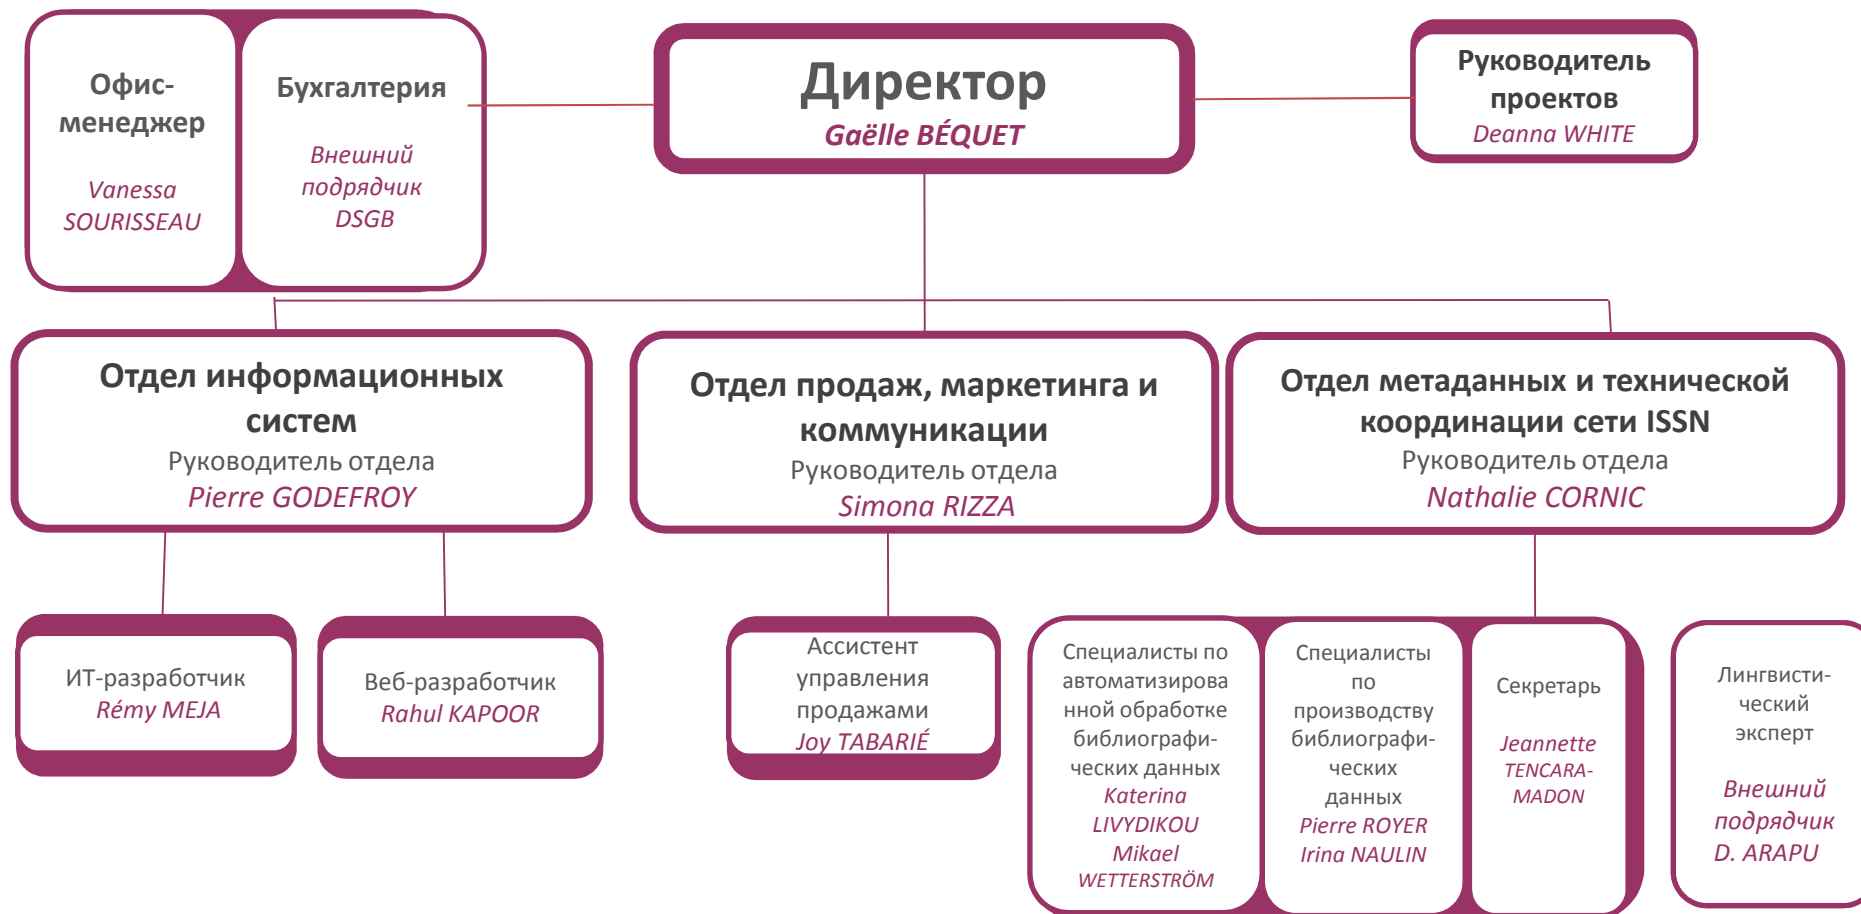 Офис-
менеджер
Vanessa
SOURISSEAU
Бухгалтерия
Внешний
подрядчик
DSGB
Директор
Gaëlle BÉQUET
Руководитель
проектов
Deanna WHITE
Отдел информационных
систем
Руководитель отдела
Pierre GODEFROY
Отдел продаж, маркетинга и
коммуникации
Руководитель отдела
Simona RIZZA
Отдел метаданных и технической
координации сети ISSN
Руководитель отдела
Nathalie CORNIC
ИТ-разработчик
Rémy MEJA
Веб-разработчик
Rahul KAPOOR
Ассистент
управления
продажами
Joy TABARIÉ
Специалисты по
автоматизирова
нной обработке
библиографи-
ческих данных
Katerina
LIVYDIKOU
Mikael
WETTERSTRÖM
Специалисты
по
производству
библиографи-
ческих
данных
Pierre ROYER
Irina NAULIN
Секретарь
Jeannette
TENCARA-
MADON
Лингвисти-
ческий
эксперт
Внешний
подрядчик
D. ARAPU